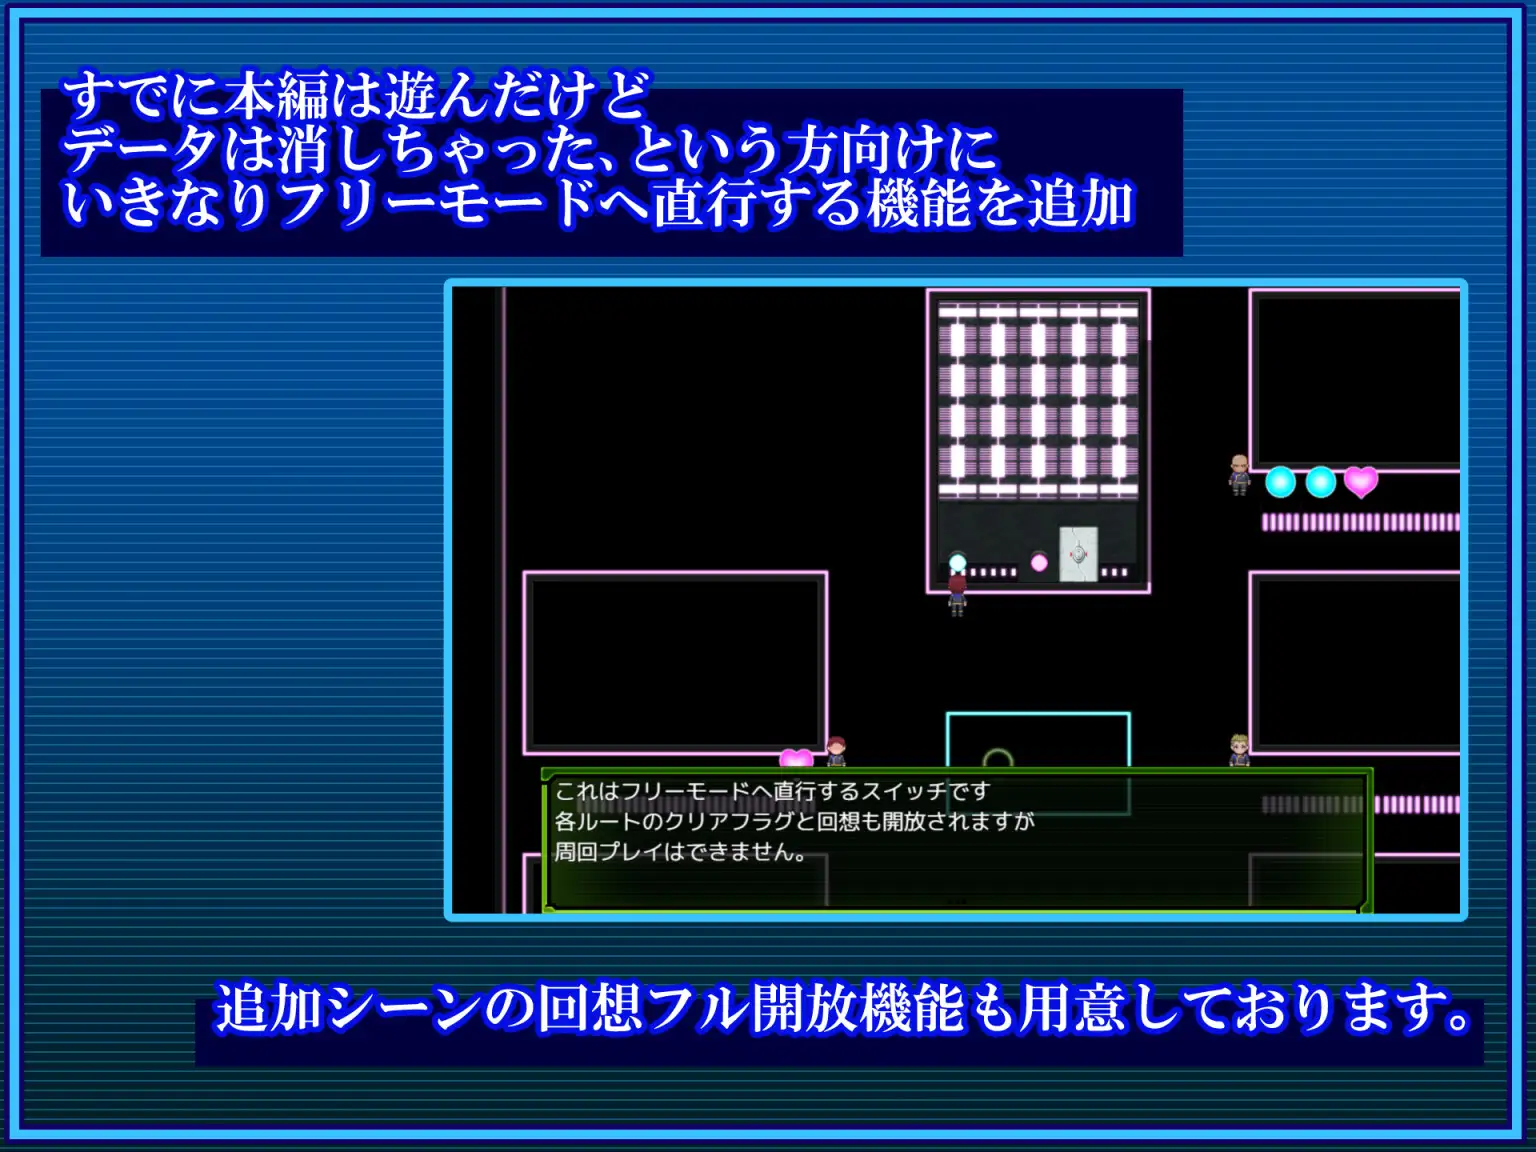 すでに本編は遊んだけど
データは消しちゃった、という方向けに
いきなりフリーモードへ直行する機能を追加
これはフリーモードへ直行するスイッチです
各ルートのクリアフラグと回想も開放されますが
周回プレイはできません。
追加シーンの回想フル開放機能も用意しております。